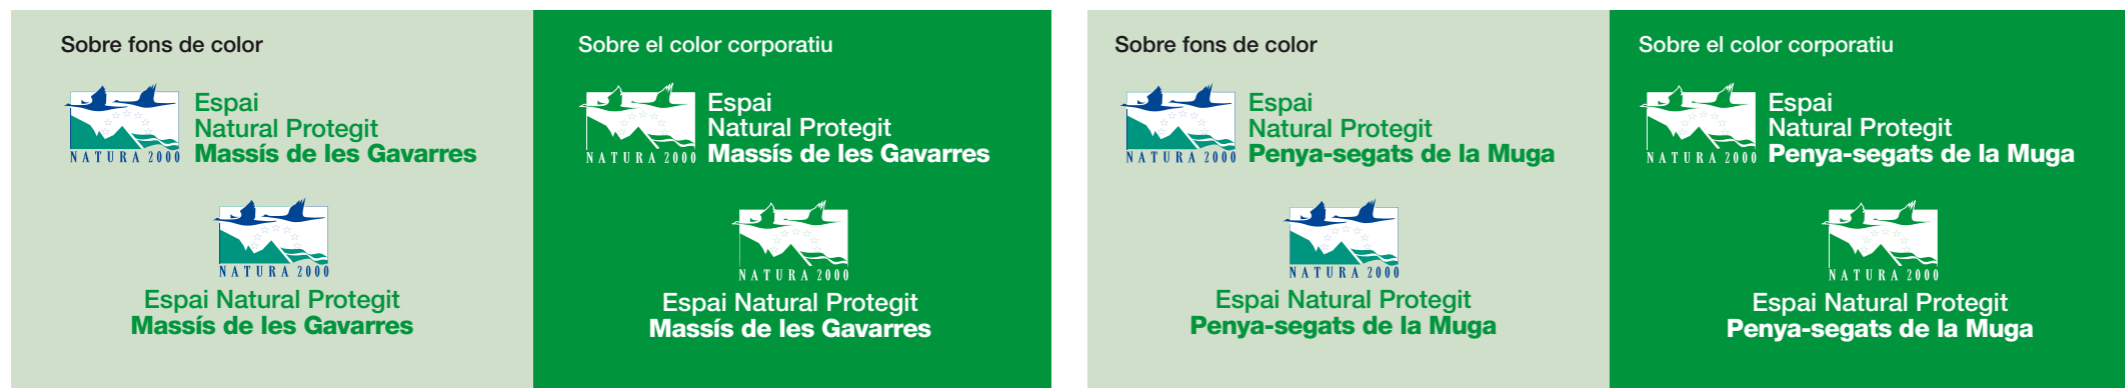 Sobre fons de color
NATURA 2000
Espai
Natural Protegit
Massís de les Gavarres
NATURA 2000
Espai Natural Protegit
Massís de les Gavarres
Sobre el color corporatiu
NATURA 2000
Espai
Natural Protegit
Massís de les Gavarres
NATURA 2000
Espai Natural Protegit
Massís de les Gavarres
Sobre fons de color
NATURA 2000
Espai
Natural Protegit
Penya-segats de la Muga
NATURA 2000
Espai Natural Protegit
Penya-segats de la Muga
Sobre el color corporatiu
NATURA 2000
Espai
Natural Protegit
Penya-segats de la Muga
NATURA 2000
Espai Natural Protegit
Penya-segats de la Muga